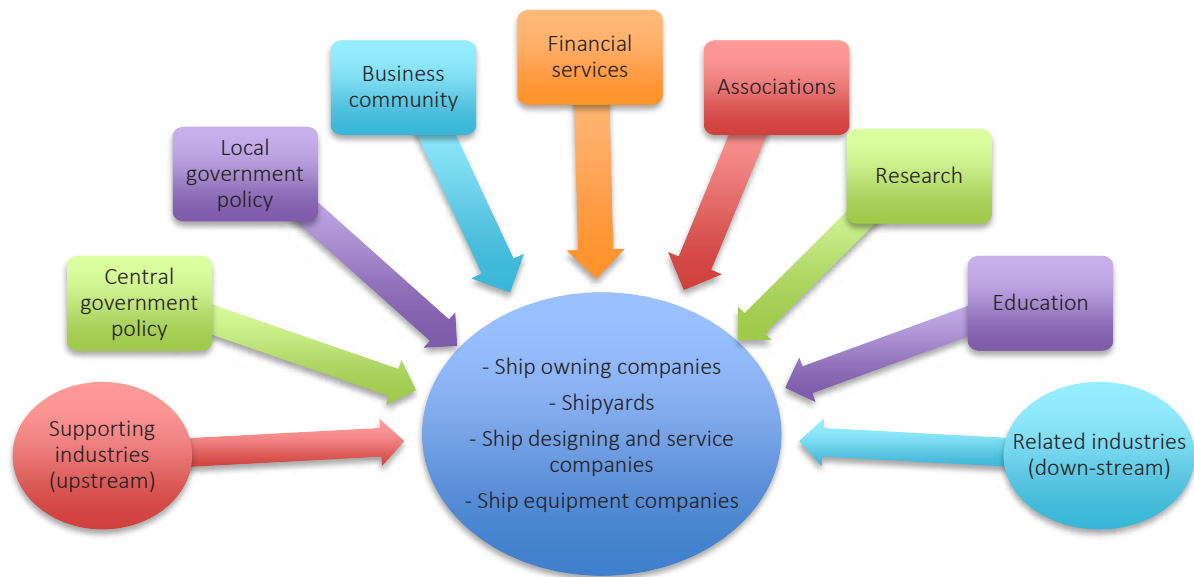 Financial
services
Business
community
Associations
Local
government
policy
Research
Central
government
policy
Education
- Ship owning companies
- Shipyards
- Ship designing and service
companies
- Ship equipment companies
Supporting
industries
(upstream)
Related industries
(down-stream)